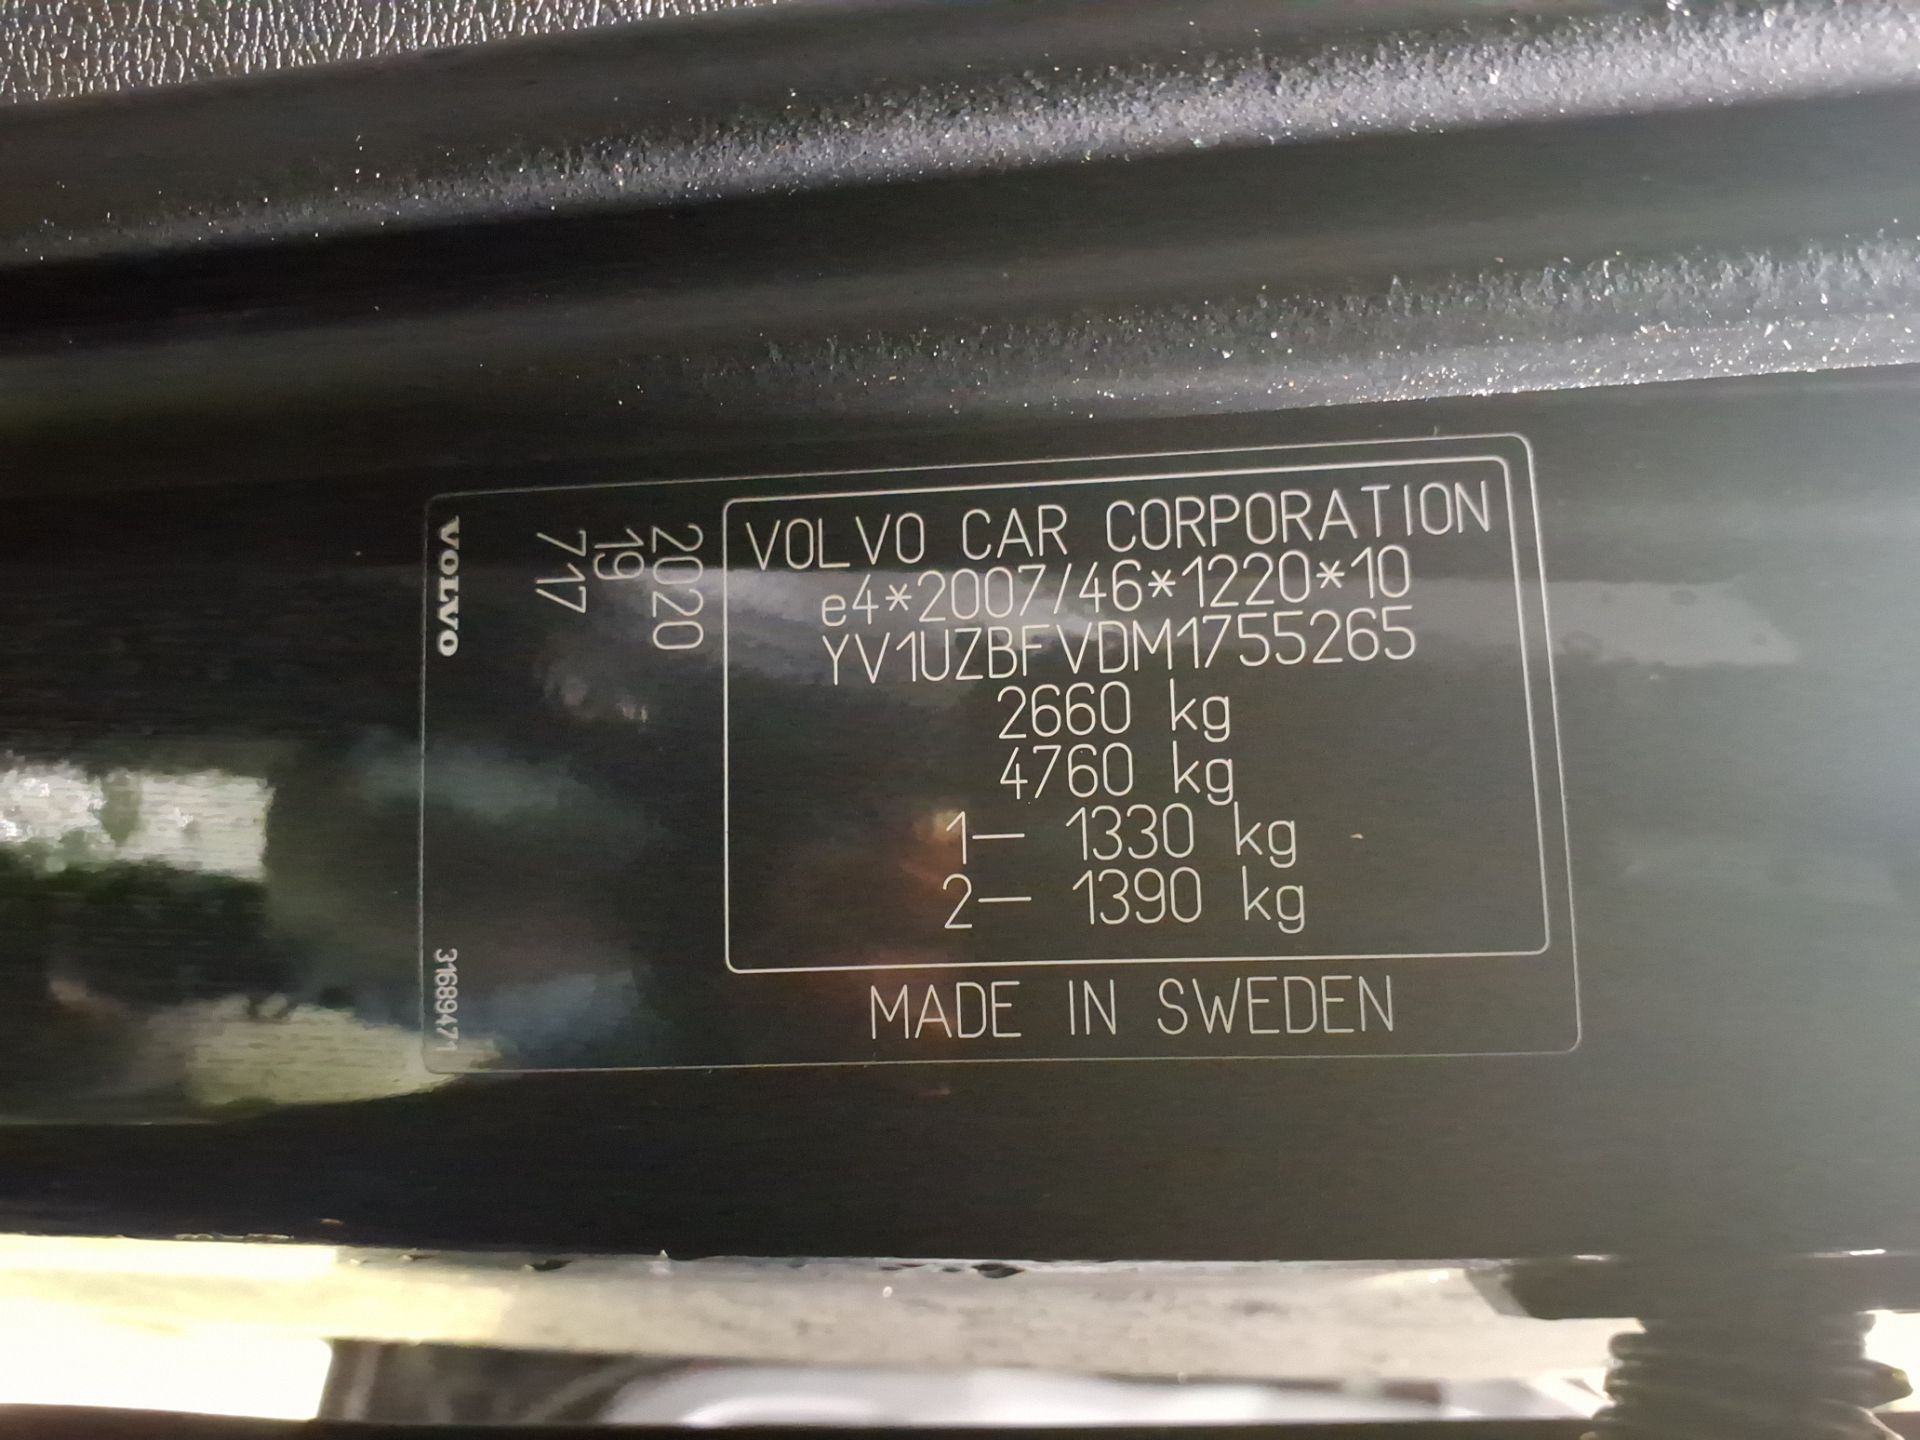 VOLVO CAR CORPORATION
e4*2007/46*1220*10
YV1UZBFVDM1755265
2660 kg
4760 kg
1– 1330 kg
2– 1390 kg
MADE IN SWEDEN
2020
19
717
VOLVO
31689471